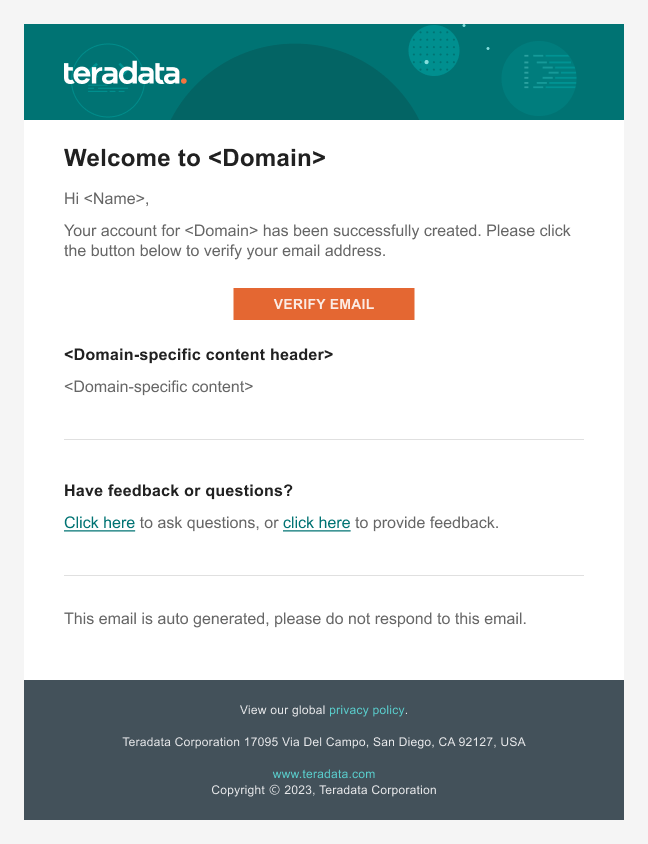 teradata.
Welcome to <Domain>
Hi <Name>,
Your account for <Domain> has been successfully created. Please click
the button below to verify your email address.
VERIFY EMAIL
<Domain-specific content header>
<Domain-specific content>
Have feedback or questions?
Click here to ask questions, or click here to provide feedback.
This email is auto generated, please do not respond to this email.
View our global privacy policy.
Teradata Corporation 17095 Via Del Campo, San Diego, CA 92127, USA
www.teradata.com
Copyright © 2023, Teradata Corporation